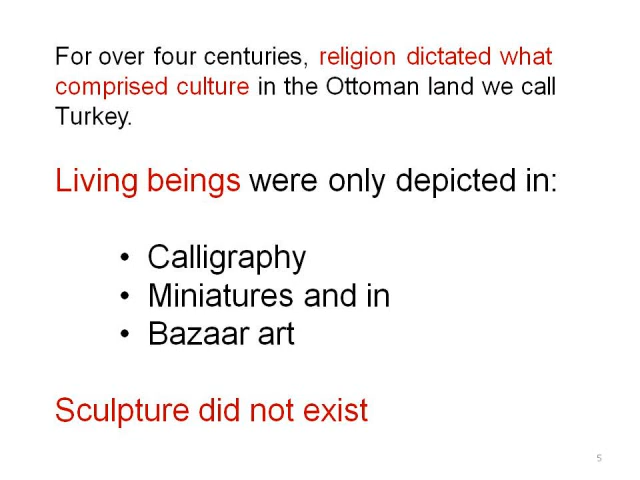 For over four centuries, religion dictated what
comprised culture in the Ottoman land we call
Turkey.
Living beings were only depicted in:
• Calligraphy
• Miniatures and in
• Bazaar art
Sculpture did not exist
5